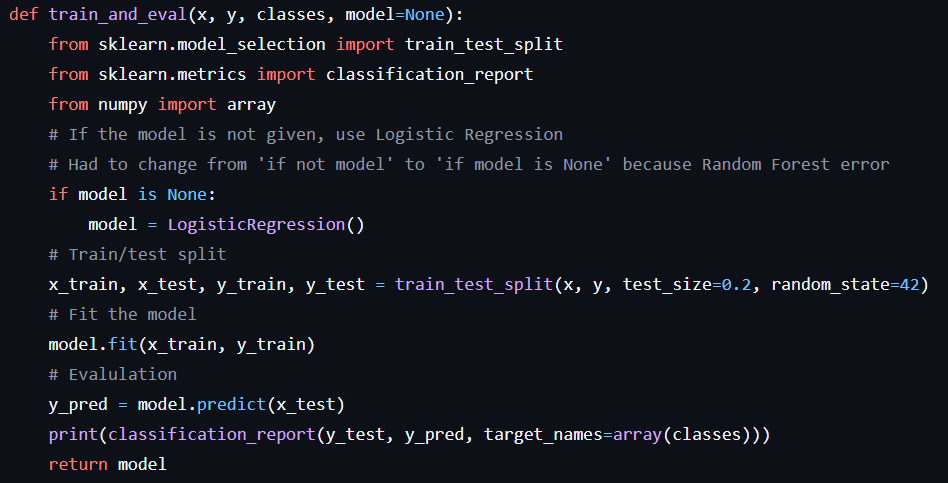 def train_and_eval(x, y, classes, model=None):
    from sklearn.model_selection import train_test_split
    from sklearn.metrics import classification_report
    from numpy import array
    # If the model is not given, use Logistic Regression
    # Had to change from 'if not model' to 'if model is None' because Random Forest error
    if model is None:
        model = LogisticRegression()
    # Train/test split
    x_train, x_test, y_train, y_test = train_test_split(x, y, test_size=0.2, random_state=42)
    # Fit the model
    model.fit(x_train, y_train)
    # Evalulation
    y_pred = model.predict(x_test)
    print(classification_report(y_test, y_pred, target_names=array(classes)))
    return model